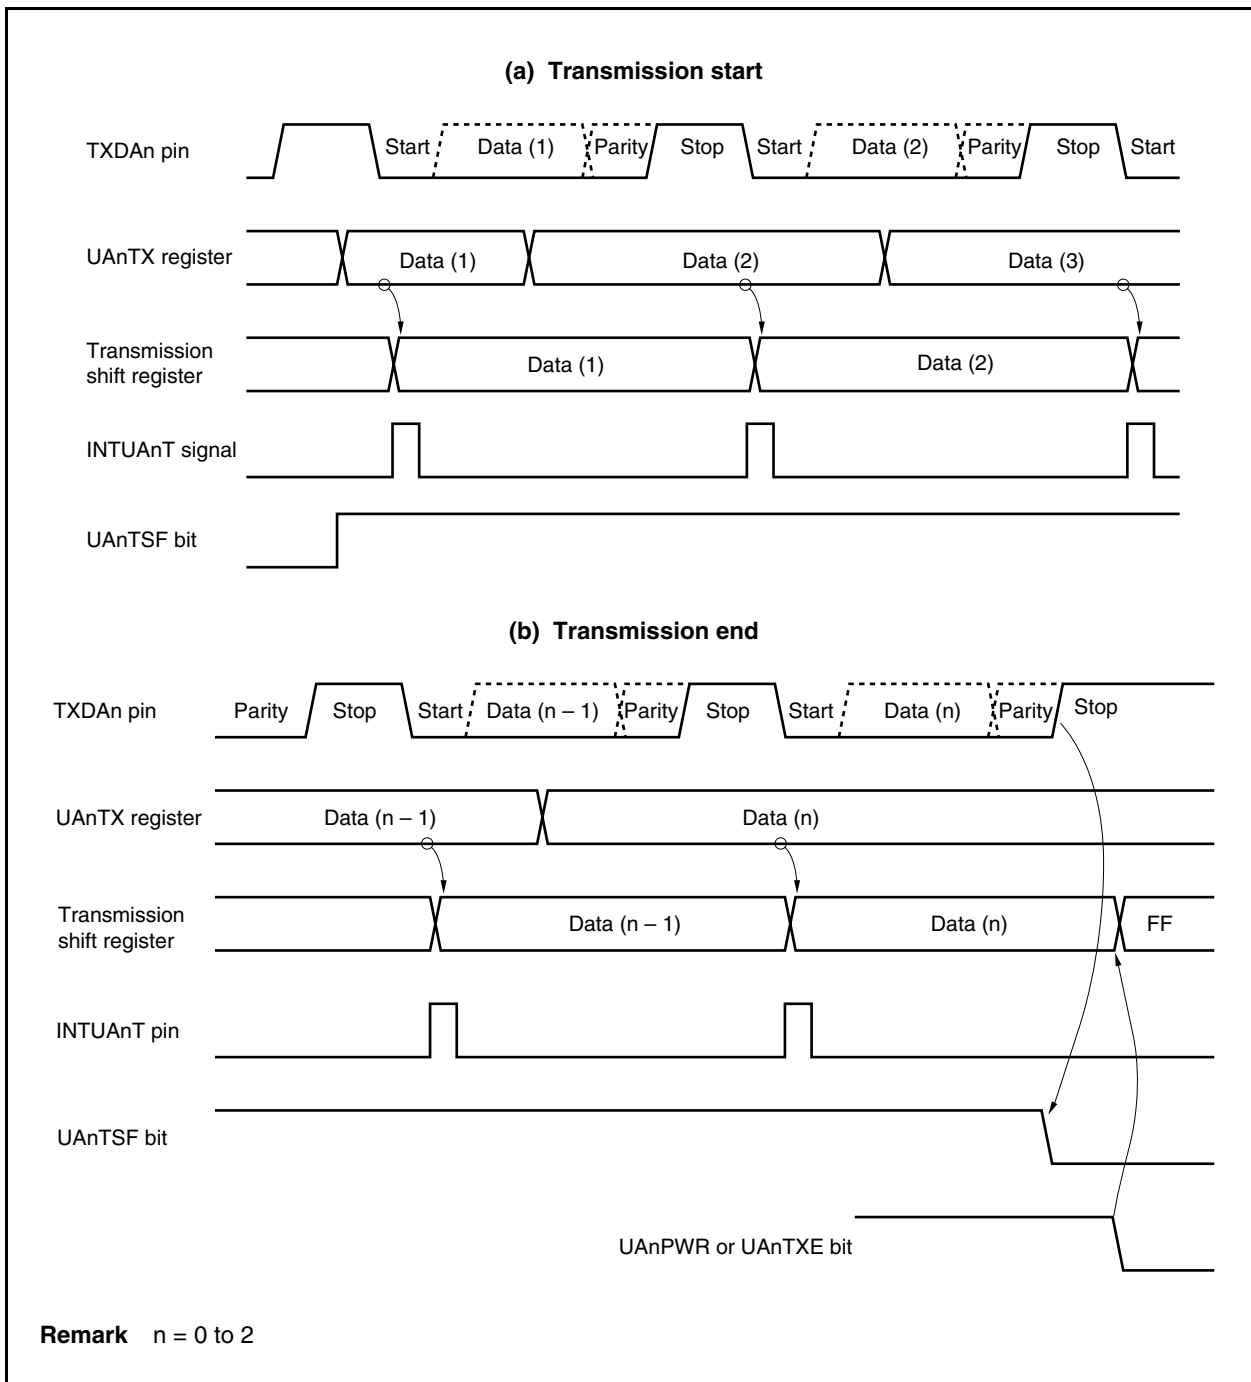 (a) Transmission start
TXDAn pin
Start Data (1) Parity Stop Start Data (2) Parity Stop Start
UAnTX register
Data (1) Data (2) Data (3)
Transmission
shift register
Data (1) Data (2)
INTUAnT signal
UAnTSF bit
(b) Transmission end
TXDAn pin
Parity Stop Start Data (n – 1) Parity Stop Start Data (n) Parity Stop
UAnTX register
Data (n – 1) Data (n)
Transmission
shift register
Data (n – 1) Data (n) FF
INTUAnT pin
UAnTSF bit
UAnPWR or UAnTXE bit
Remark n = 0 to 2